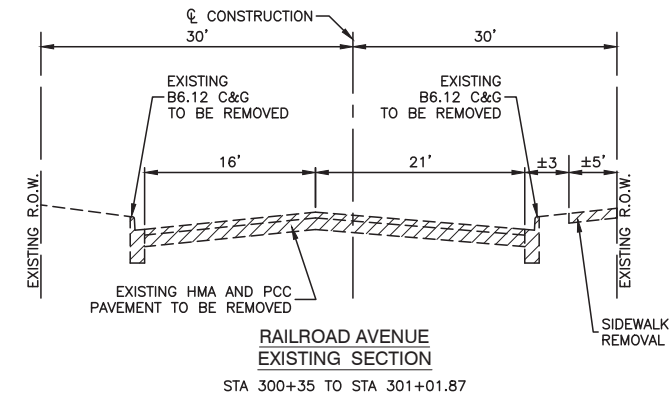 ℄ CONSTRUCTION
30'
30'
EXISTING
B6.12 C&G
TO BE REMOVED
EXISTING
B6.12 C&G
TO BE REMOVED
16'
21'
±3
±5'
EXISTING R.O.W.
EXISTING R.O.W.
EXISTING HMA AND PCC
PAVEMENT TO BE REMOVED
SIDEWALK
REMOVAL
RAILROAD AVENUE
EXISTING SECTION
STA 300+35 TO STA 301+01.87